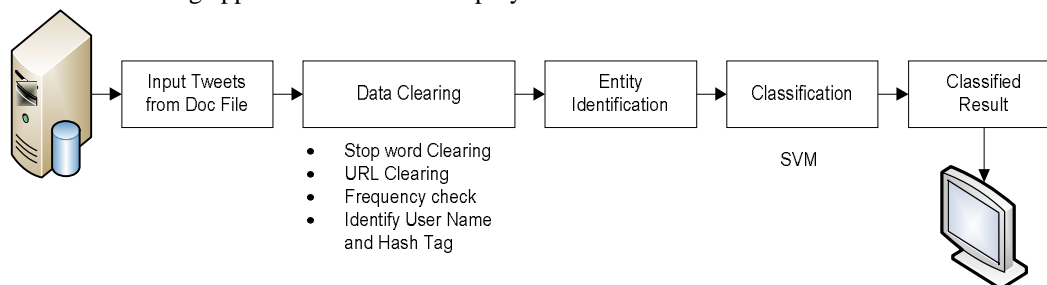 Input Tweets
from Doc File
Data Clearing
Entity
Identification
Classification
Classified
Result
• Stop word Clearing
• URL Clearing
• Frequency check
• Identify User Name
and Hash Tag
SVM